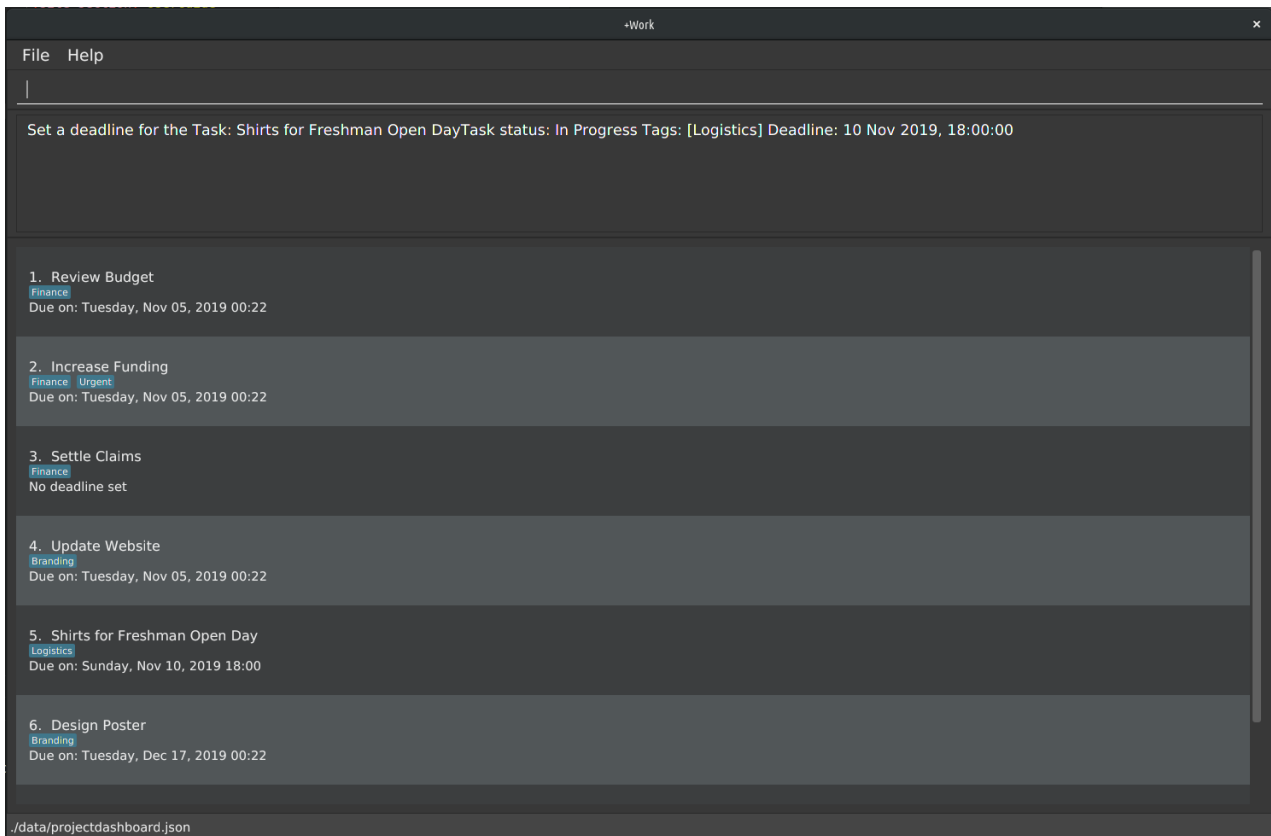 +Work
×
File Help
Set a deadline for the Task: Shirts for Freshman Open DayTask status: In Progress Tags: [Logistics] Deadline: 10 Nov 2019, 18:00:00
1. Review Budget
Finance
Due on: Tuesday, Nov 05, 2019 00:22
2. Increase Funding
Finance Urgent
Due on: Tuesday, Nov 05, 2019 00:22
3. Settle Claims
Finance
No deadline set
4. Update Website
Branding
Due on: Tuesday, Nov 05, 2019 00:22
5. Shirts for Freshman Open Day
Logistics
Due on: Sunday, Nov 10, 2019 18:00
6. Design Poster
Branding
Due on: Tuesday, Dec 17, 2019 00:22
./data/projectdashboard.json